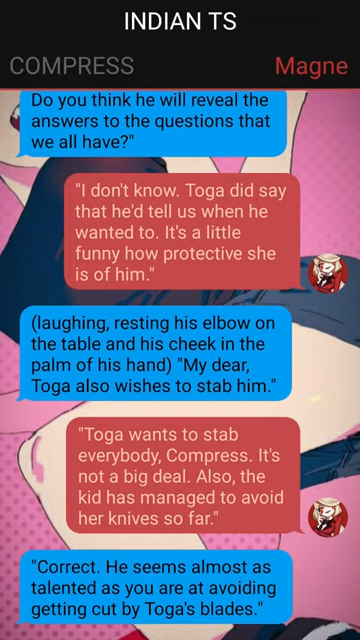 INDIAN TS
COMPRESS
Magne
Do you think he will reveal the
answers to the questions that
we all have?"
"I don't know. Toga did say
that he'd tell us when he
wanted to. It's a little
funny how protective she
is of him."
(laughing, resting his elbow on
the table and his cheek in the
palm of his hand) "My dear,
Toga also wishes to stab him."
"Toga wants to stab
everybody, Compress. It's
not a big deal. Also, the
kid has managed to avoid
her knives so far."
"Correct. He seems almost as
talented as you are at avoiding
getting cut by Toga's blades."